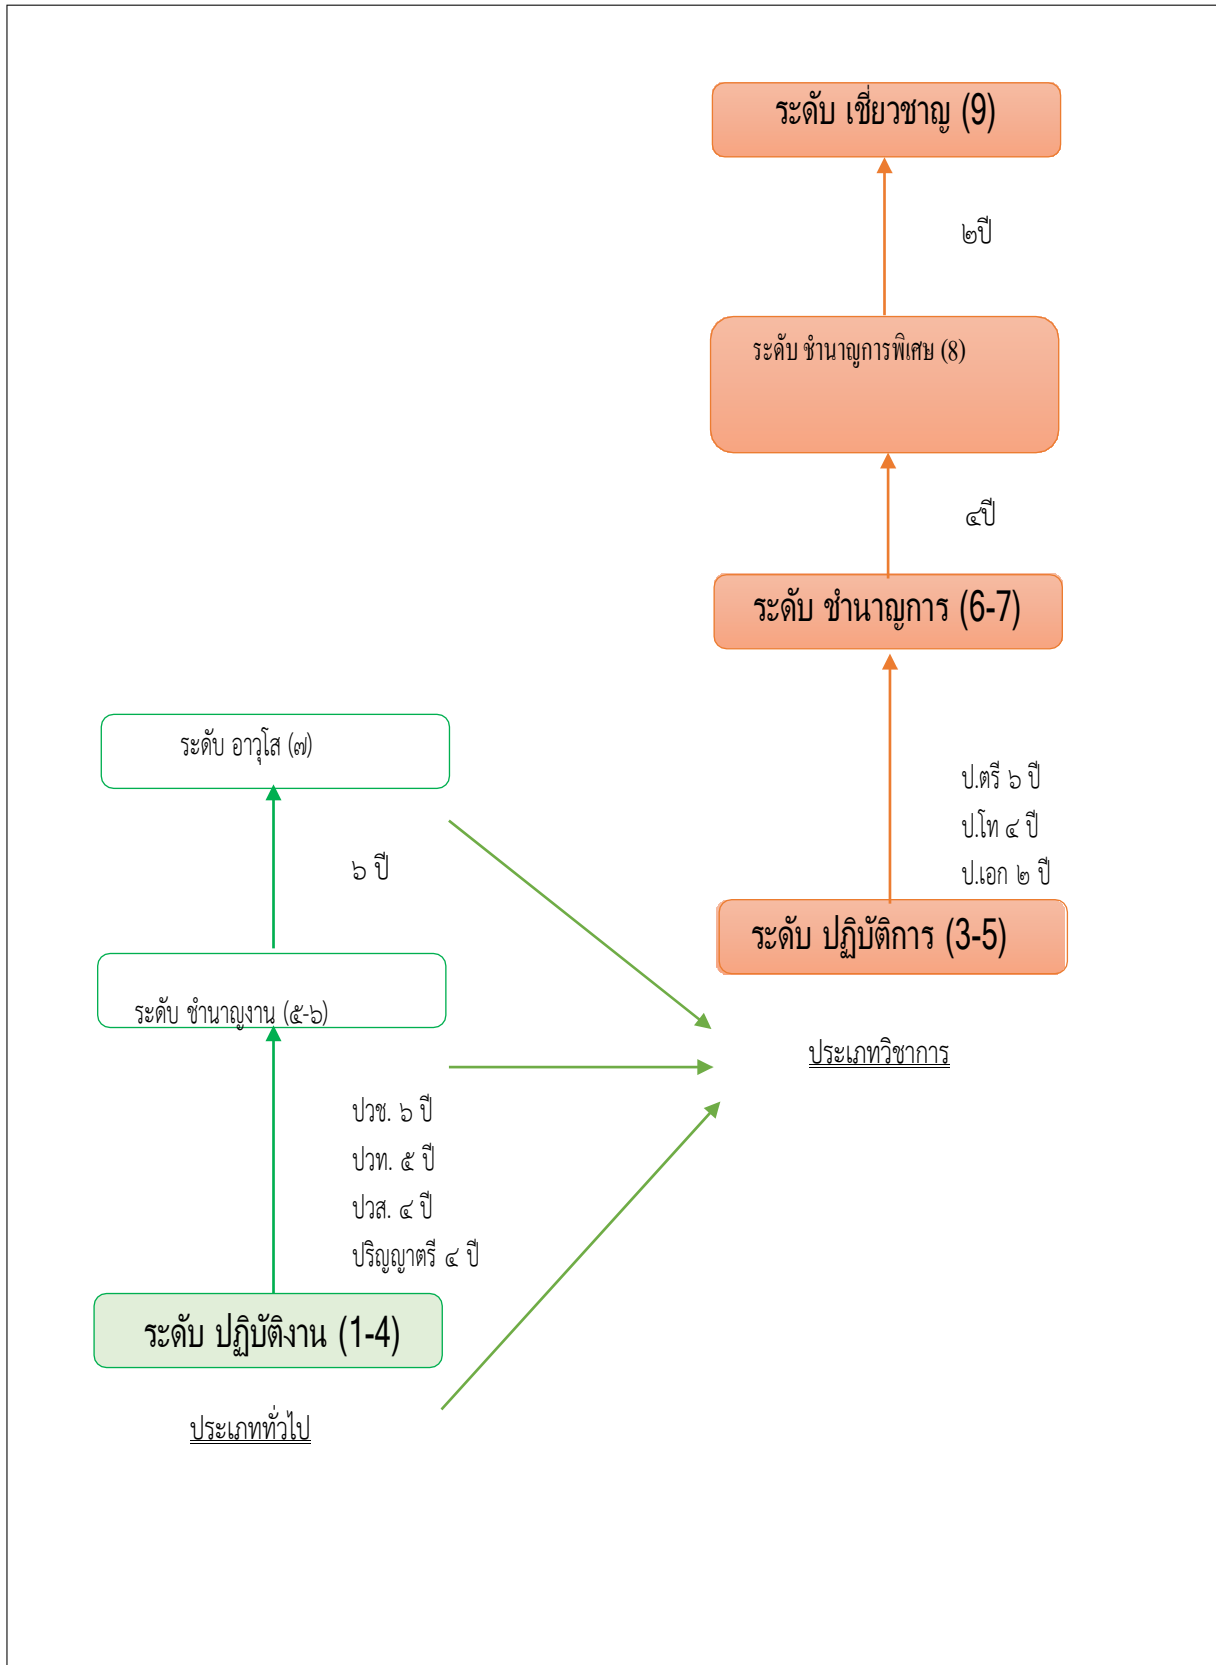 ระดับ เชี่ยวชาญ (9)
๒ปี
ระดับ ชำนาญการพิเศษ (8)
๔ปี
ระดับ ชำนาญการ (6-7)
ป.ตรี ๖ ปี
ป.โท ๔ ปี
ป.เอก ๒ ปี
ระดับ ปฏิบัติการ (3-5)
ประเภทวิชาการ
ระดับ อาวุโส (๗)
๖ ปี
ระดับ ชำนาญงาน (๕-๖)
ปวช. ๖ ปี
ปวท. ๕ ปี
ปวส. ๔ ปี
ปริญญาตรี ๔ ปี
ระดับ ปฏิบัติงาน (1-4)
ประเภททั่วไป